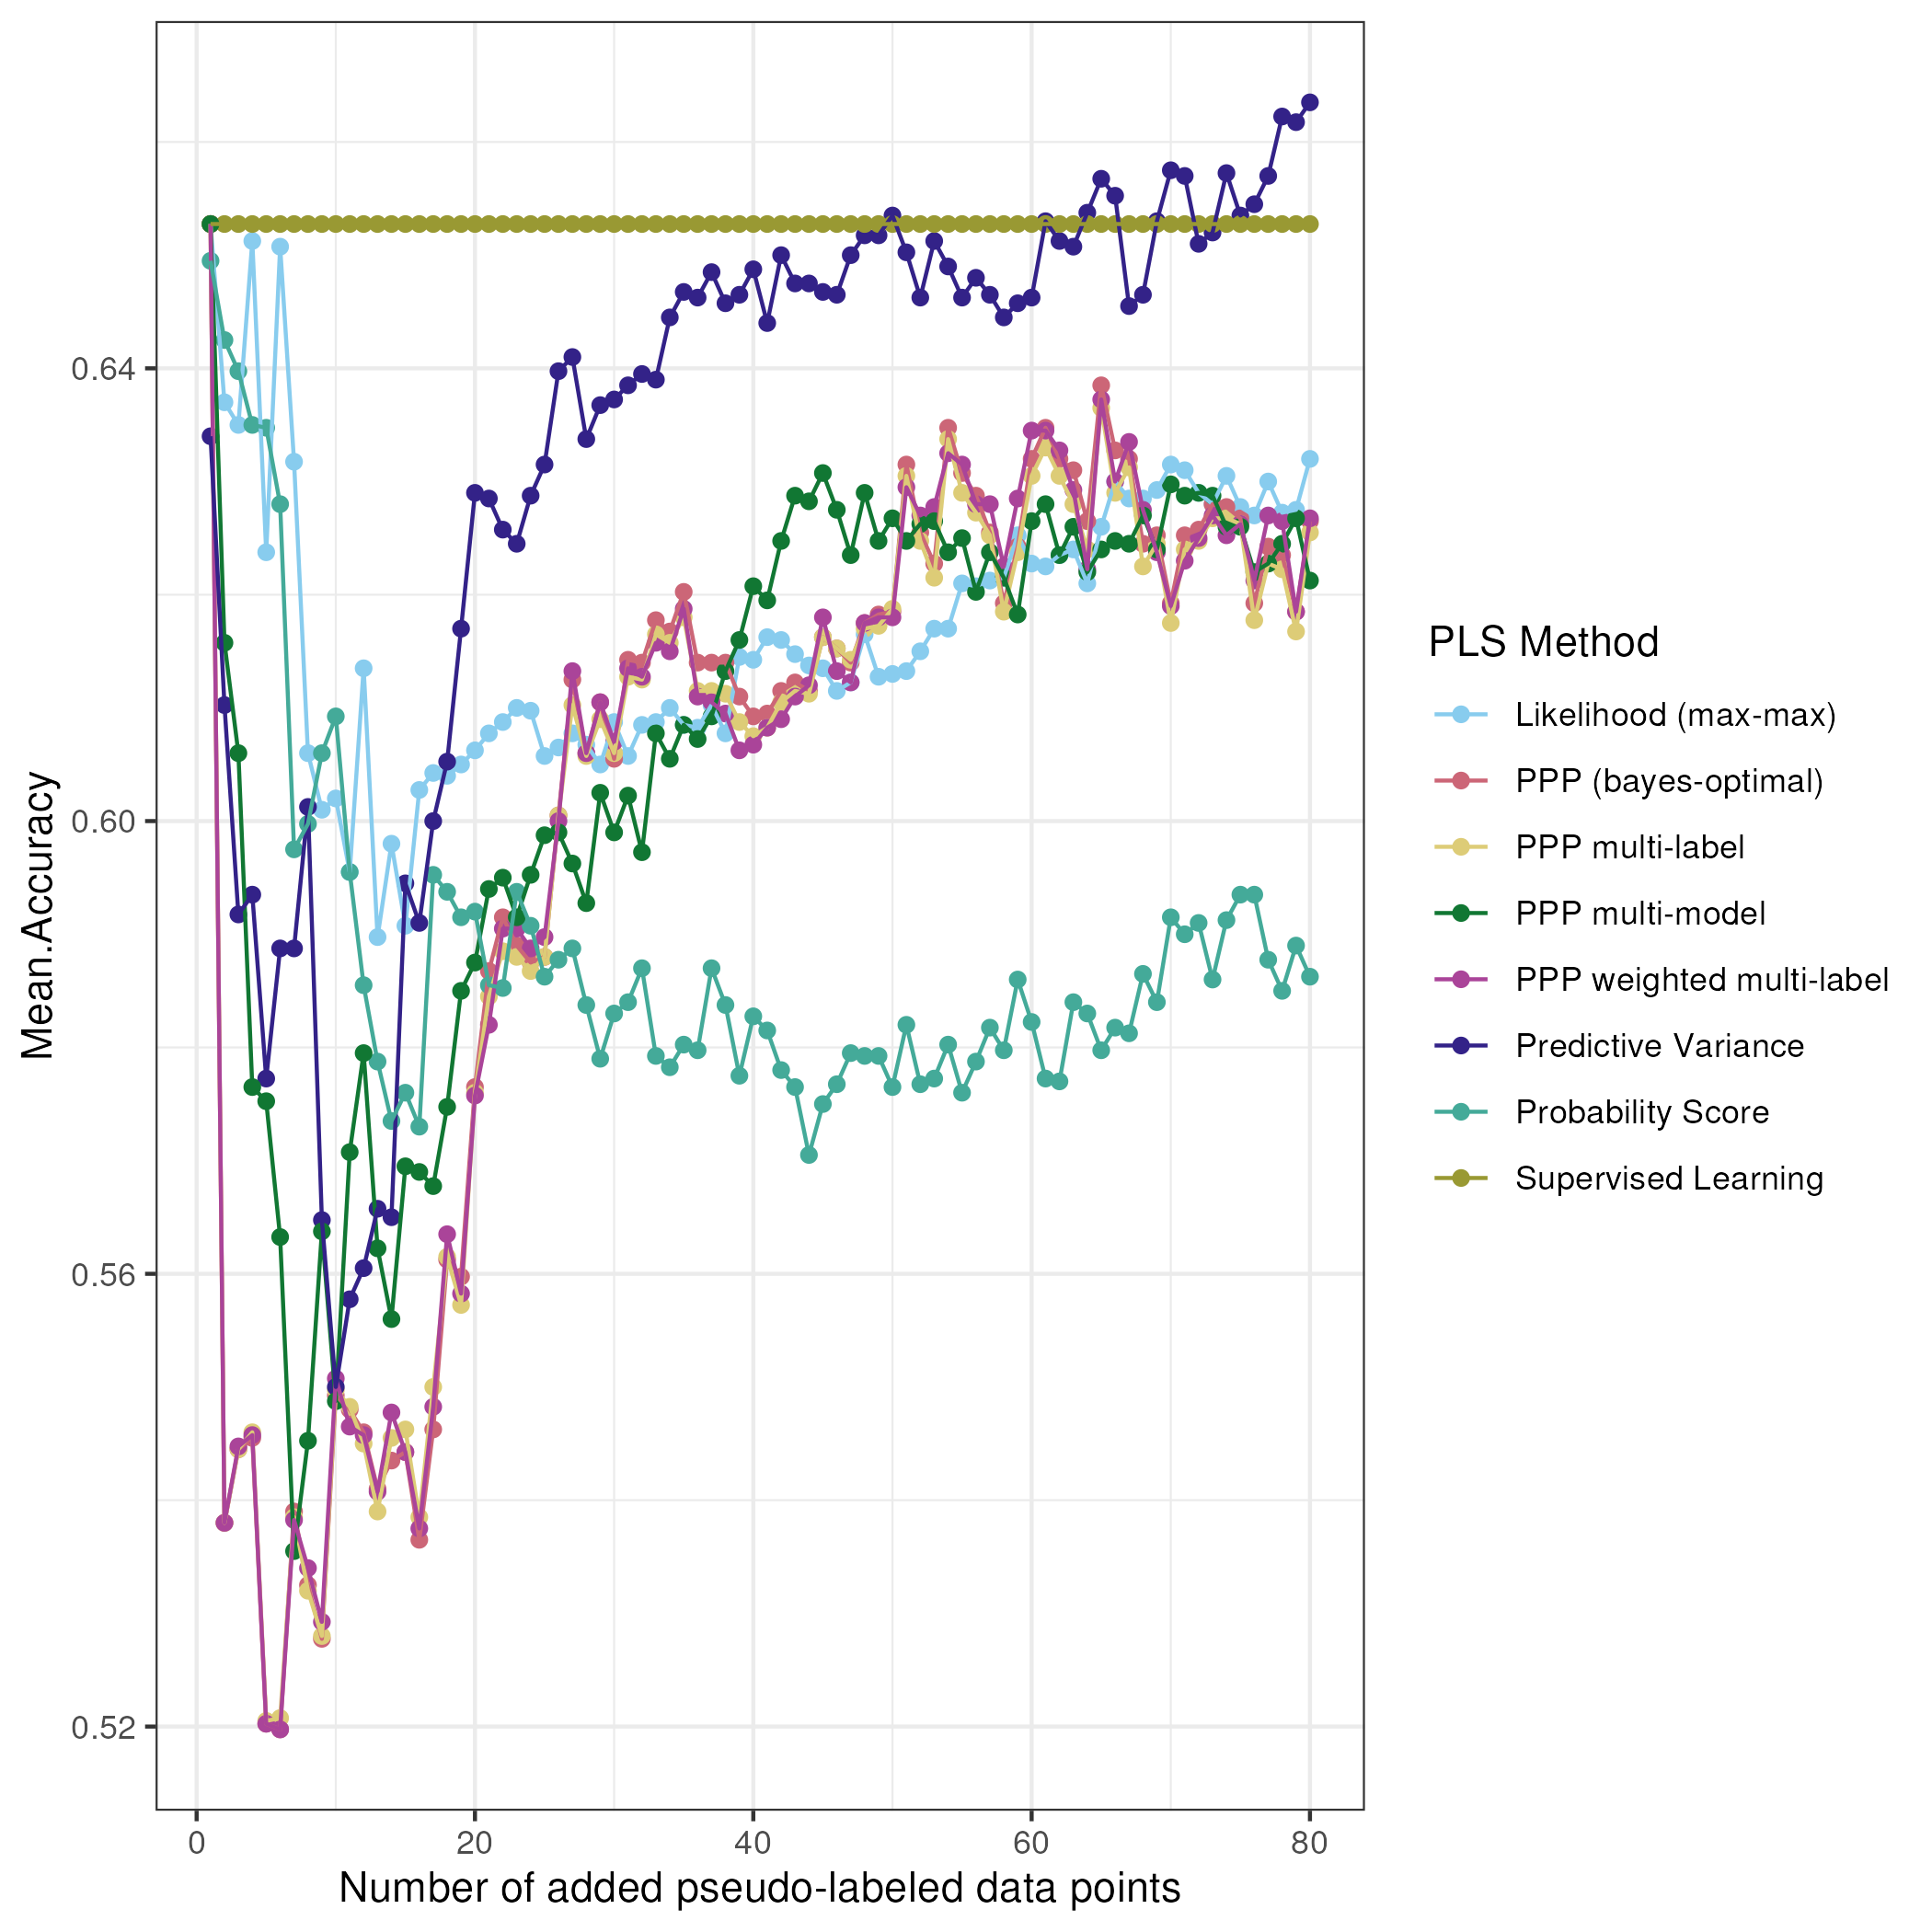 Mean.Accuracy
0.64
0.60
0.56
0.52
0
20
40
60
80
Number of added pseudo-labeled data points
PLS Method
Likelihood (max-max)
PPP (bayes-optimal)
PPP multi-label
PPP multi-model
PPP weighted multi-label
Predictive Variance
Probability Score
Supervised Learning